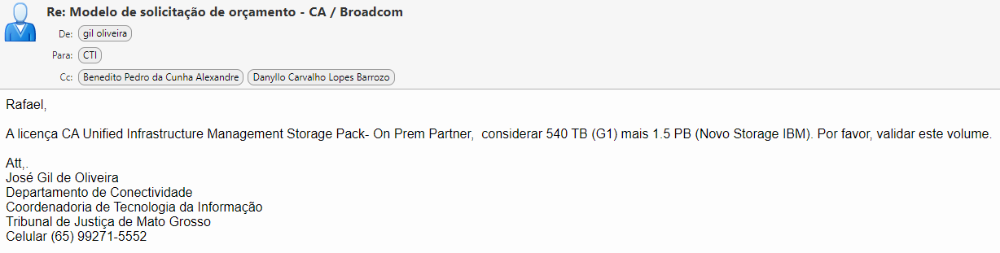 Re: Modelo de solicitação de orçamento - CA / Broadcom
De: gil oliveira
Para: CTI
Cc: Benedito Pedro da Cunha Alexandre Danyllo Carvalho Lopes Barrozo
Rafael,
A licença CA Unified Infrastructure Management Storage Pack- On Prem Partner,  considerar 540 TB (G1) mais 1.5 PB (Novo Storage IBM). Por favor, validar este volume.
Att,.
José Gil de Oliveira
Departamento de Conectividade
Coordenadoria de Tecnologia da Informação
Tribunal de Justiça de Mato Grosso
Celular (65) 99271-5552